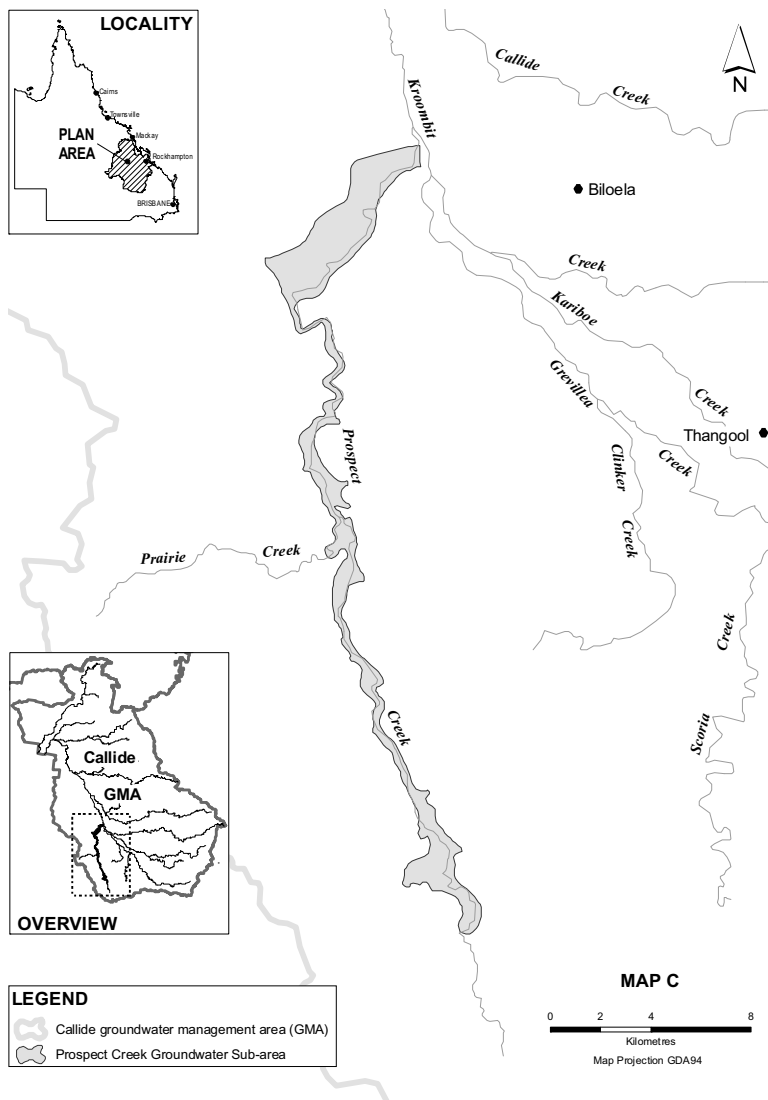 LOCALITY
Cairns
Townsville
Mackay
PLAN
AREA
Rockhampton
BRISBANE
Callide
Creek
N
Kroombit
Biloela
Creek
Kariboe
Creek
Grevillea
Creek
Thangool
Prospect
Clinker
Creek
Prairie
Creek
Creek
Scoria
Creek
Callide
GMA
OVERVIEW
LEGEND
Callide groundwater management area (GMA)
Prospect Creek Groundwater Sub-area
MAP C
0 2 4 8
Kilometres
Map Projection GDA94